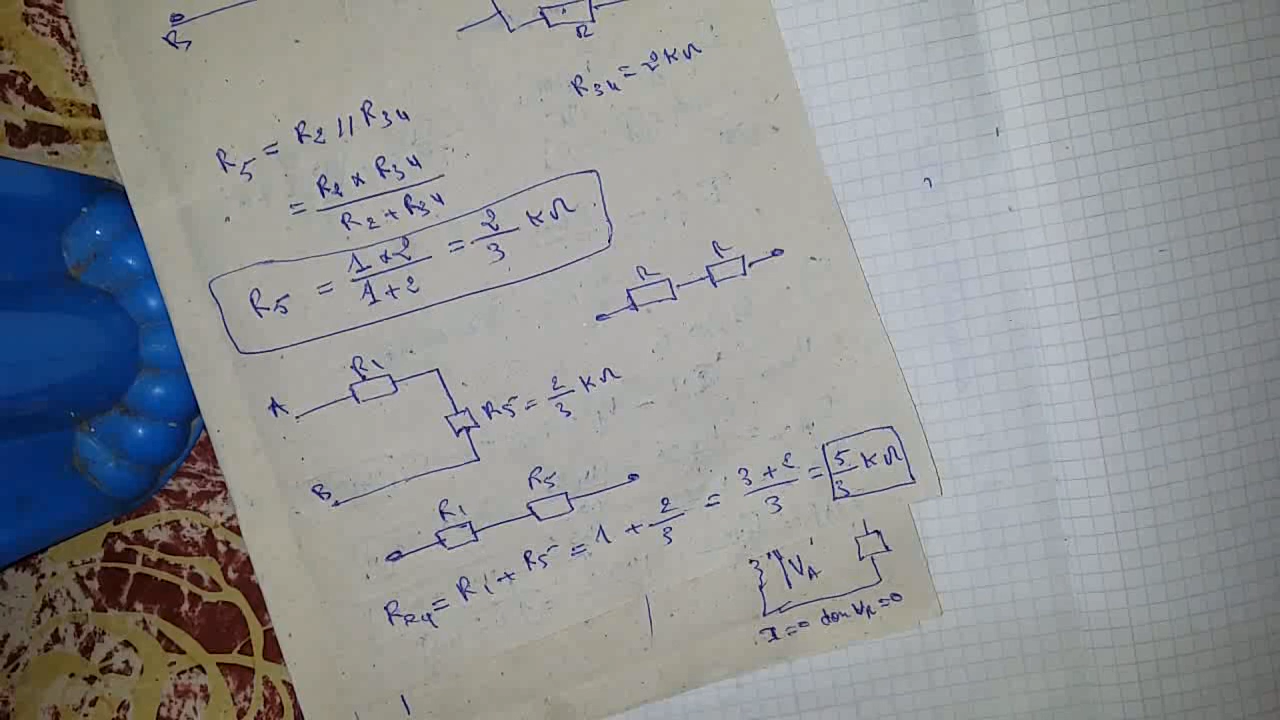 B
R
R34 = 2 KΩ
R5 = R2 // R34
= R2 × R34 / R2 + R34
R5 = 1 × 2 / 1 + 2 = 2/3 KΩ
R R
A R1
R5 = 2/3 KΩ
B
R1 R5
Req = R1 + R5 = 1 + 2/3 = 3 + 2 / 3 = 5/3 KΩ
VA
I = 0 donc VR = 0